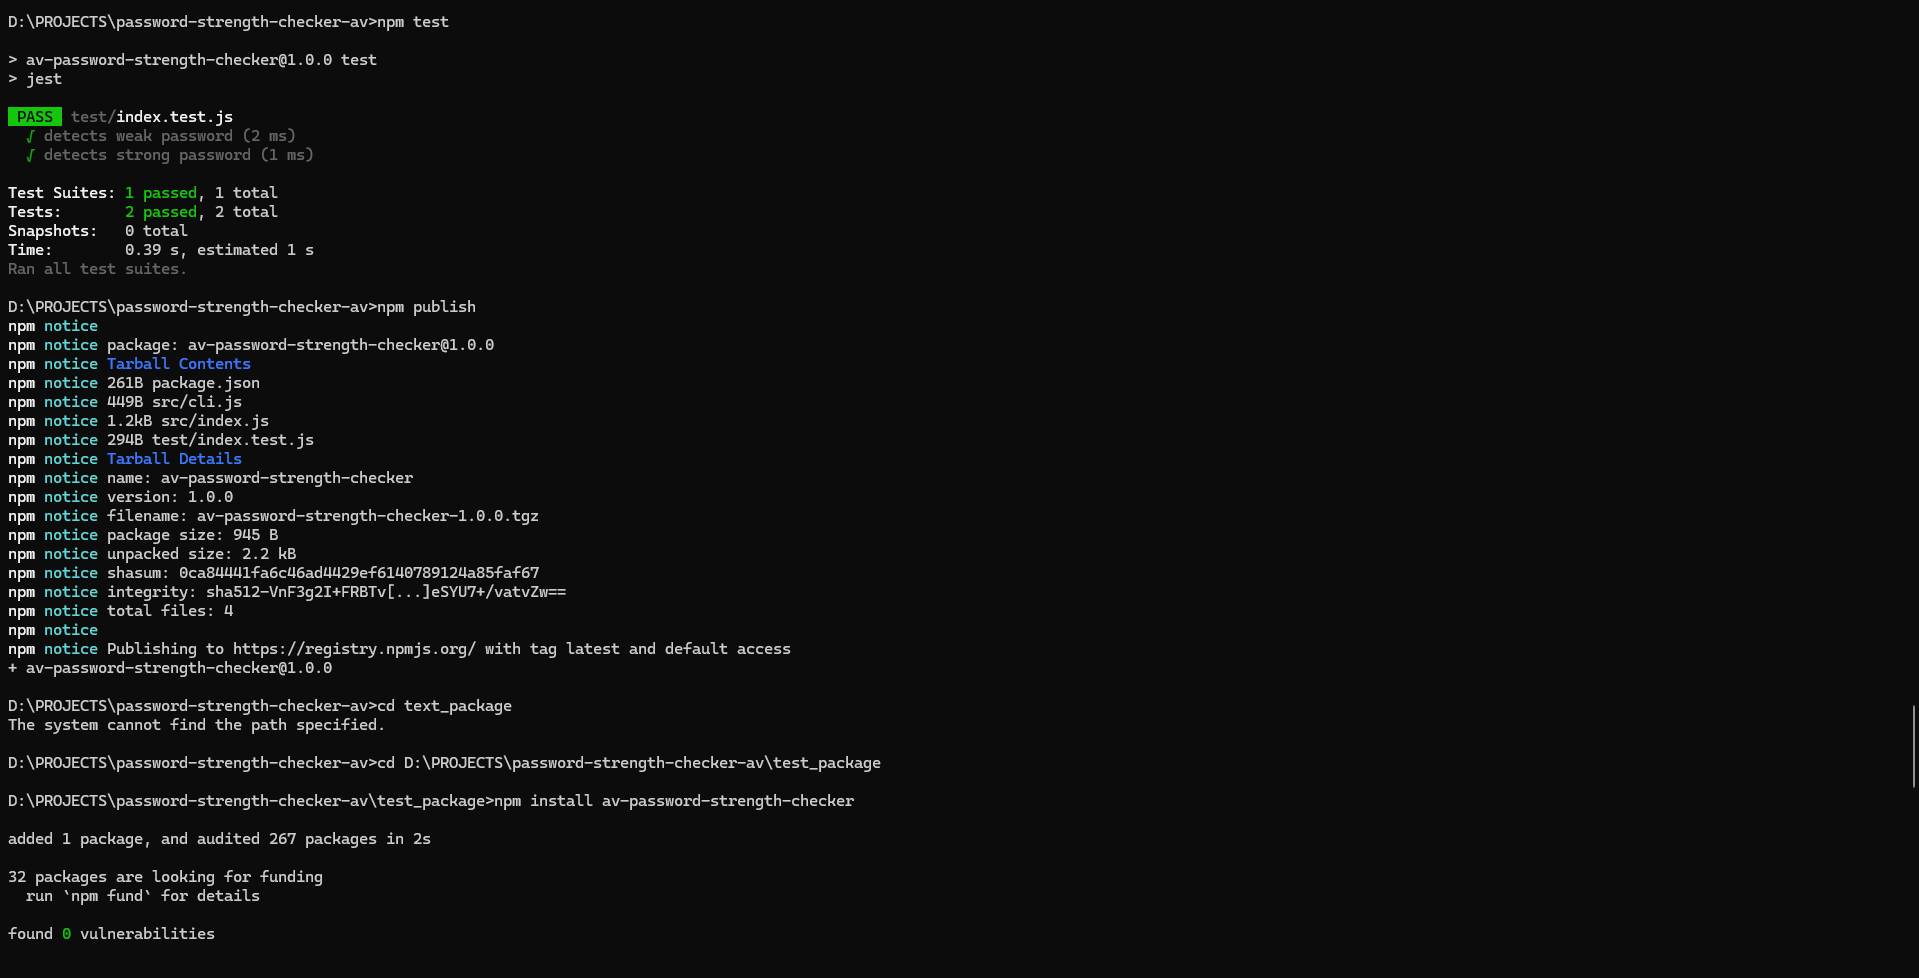 D:\PROJECTS\password-strength-checker-av>npm test
> av-password-strength-checker@1.0.0 test
> jest
PASS test/index.test.js
√ detects weak password (2 ms)
√ detects strong password (1 ms)
Test Suites: 1 passed, 1 total
Tests:       2 passed, 2 total
Snapshots:   0 total
Time:        0.39 s, estimated 1 s
Ran all test suites.
D:\PROJECTS\password-strength-checker-av>npm publish
npm notice
npm notice package: av-password-strength-checker@1.0.0
npm notice Tarball Contents
npm notice 261B package.json
npm notice 449B src/cli.js
npm notice 1.2kB src/index.js
npm notice 294B test/index.test.js
npm notice Tarball Details
npm notice name: av-password-strength-checker
npm notice version: 1.0.0
npm notice filename: av-password-strength-checker-1.0.0.tgz
npm notice package size: 945 B
npm notice unpacked size: 2.2 kB
npm notice shasum: 0ca84441fa6c46ad4429ef6140789124a85faf67
npm notice integrity: sha512-VnF3g2I+FRBTv[...]eSYU7+/vatvZw==
npm notice total files: 4
npm notice
npm notice Publishing to https://registry.npmjs.org/ with tag latest and default access
+ av-password-strength-checker@1.0.0
D:\PROJECTS\password-strength-checker-av>cd text_package
The system cannot find the path specified.
D:\PROJECTS\password-strength-checker-av>cd D:\PROJECTS\password-strength-checker-av\test_package
D:\PROJECTS\password-strength-checker-av\test_package>npm install av-password-strength-checker
added 1 package, and audited 267 packages in 2s
32 packages are looking for funding
  run `npm fund` for details
found 0 vulnerabilities